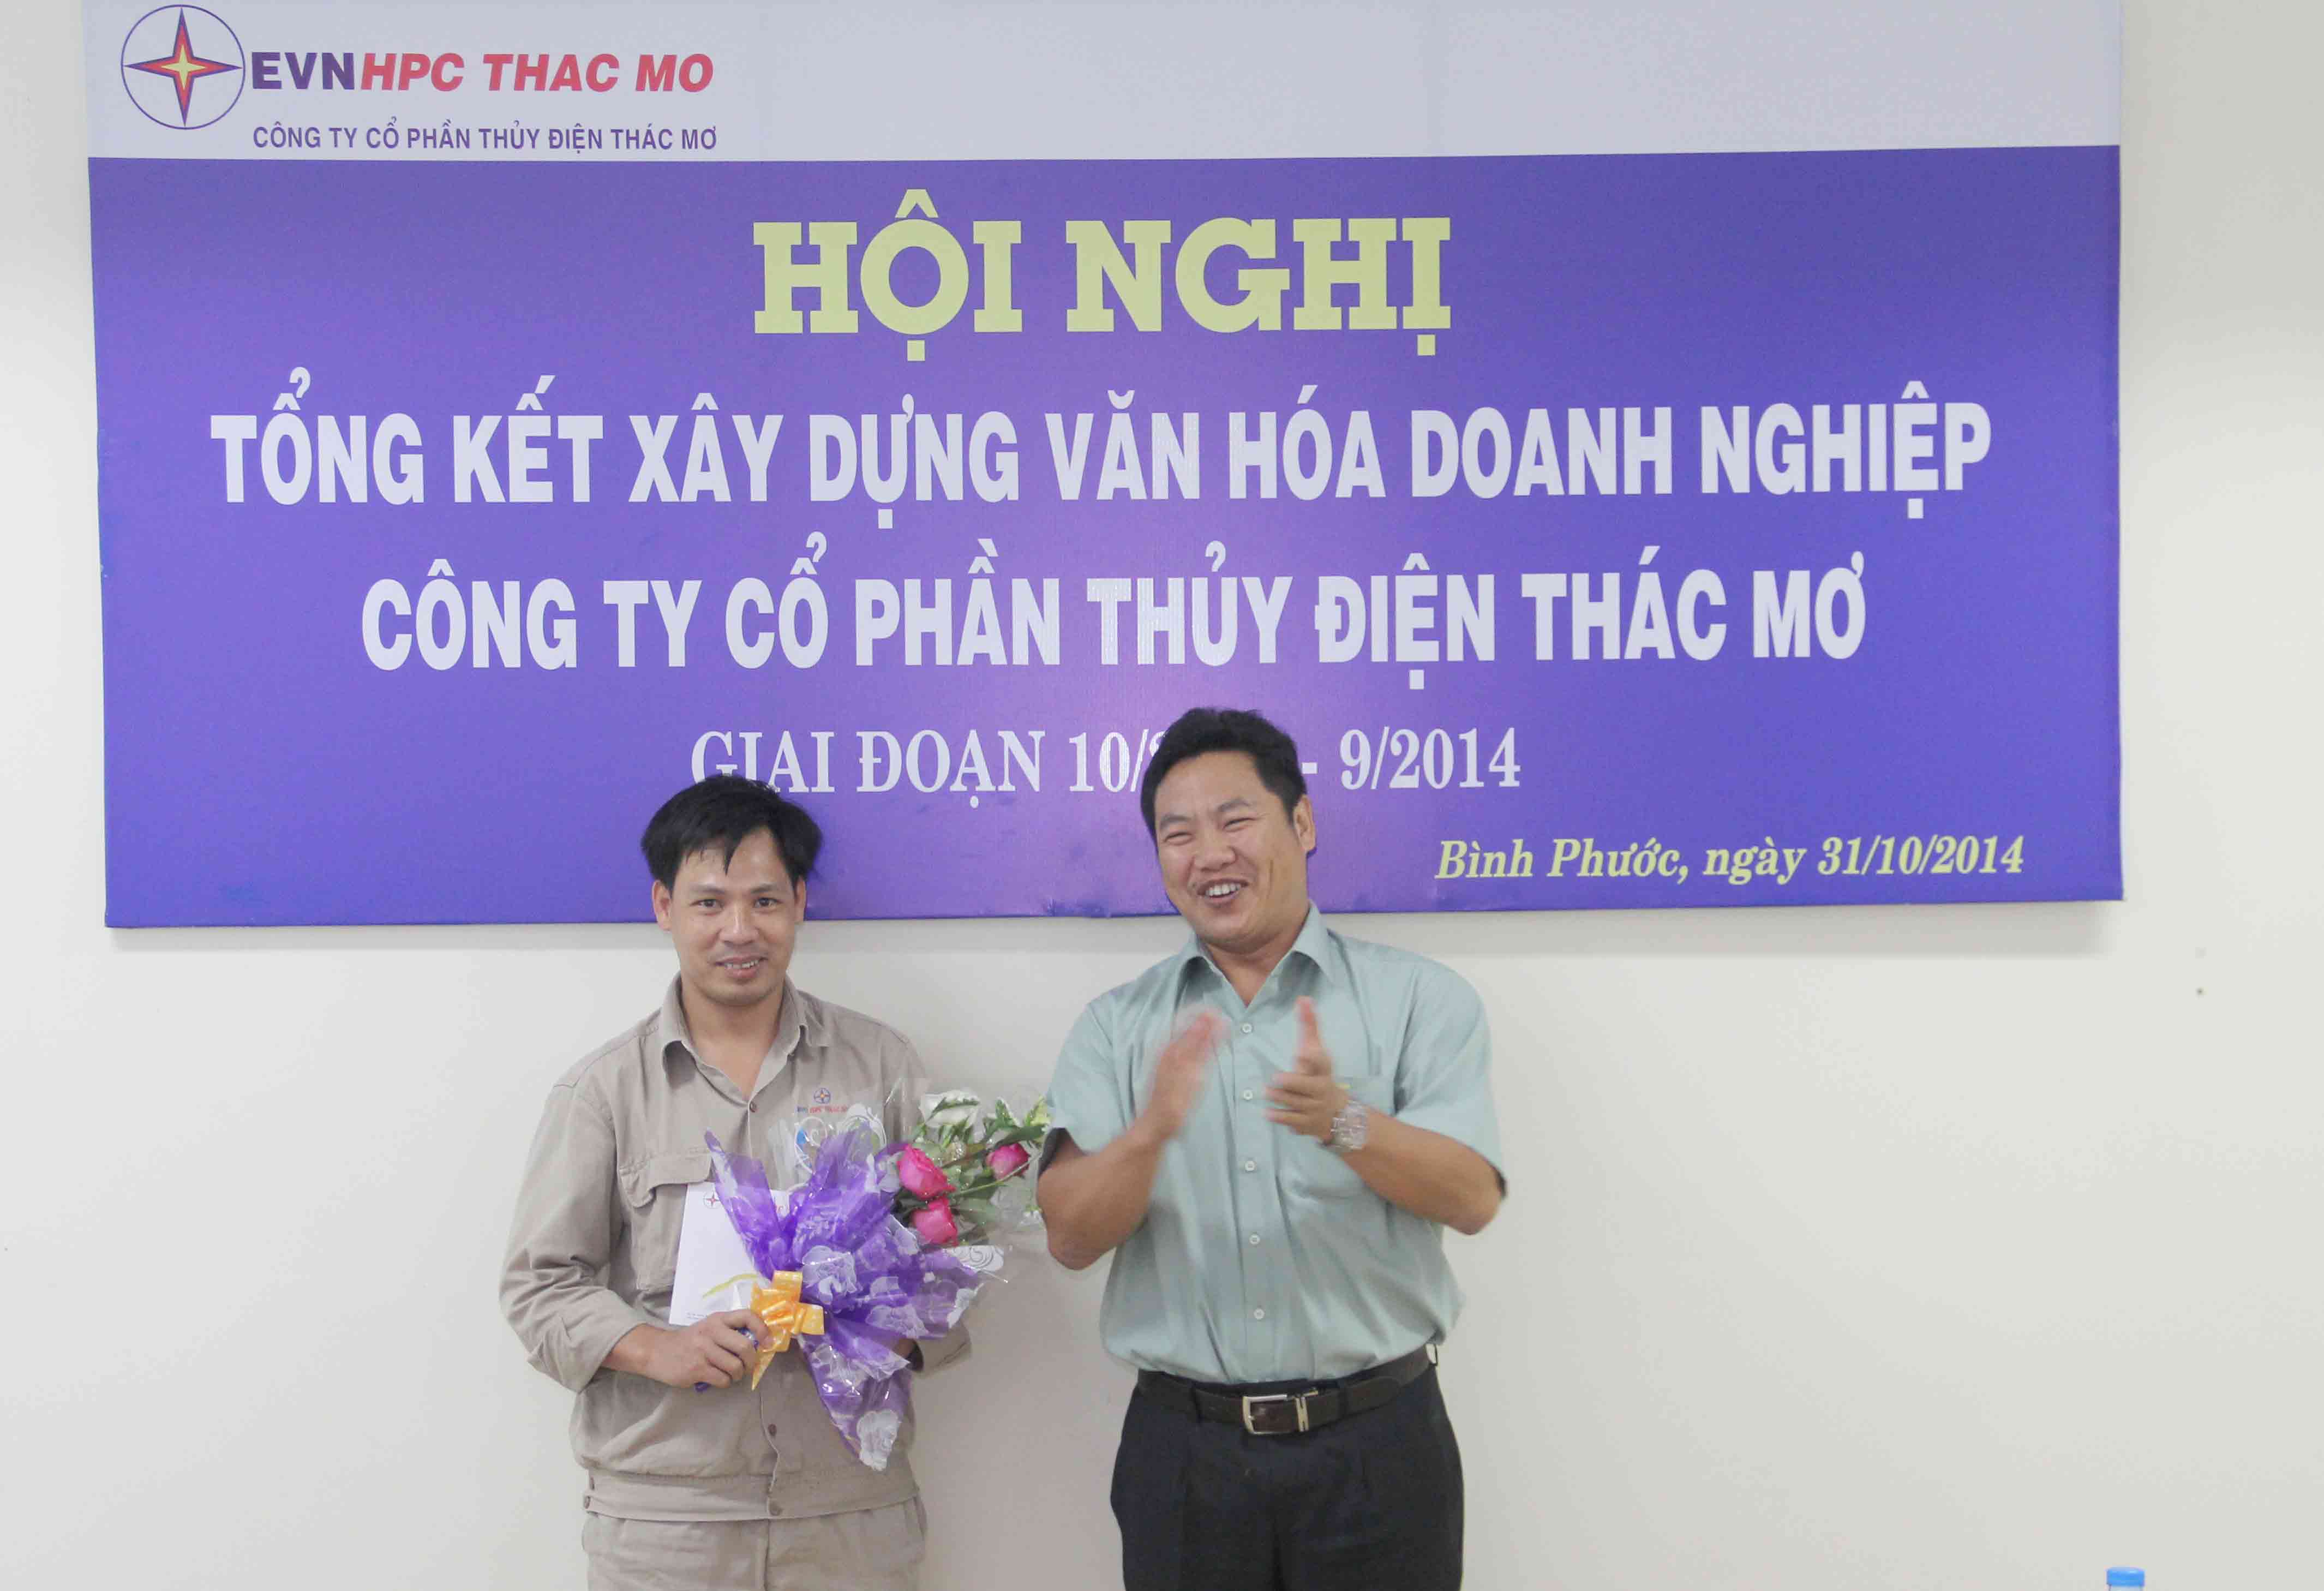 EVNHPC THAC MO
CÔNG TY CỔ PHẦN THỦY ĐIỆN THÁC MƠ
HỘI NGHỊ
TỔNG KẾT XÂY DỰNG VĂN HÓA DOANH NGHIỆP
CÔNG TY CỔ PHẦN THỦY ĐIỆN THÁC MƠ
GIAI ĐOẠN 10/ - 9/2014
Bình Phước, ngày 31/10/2014